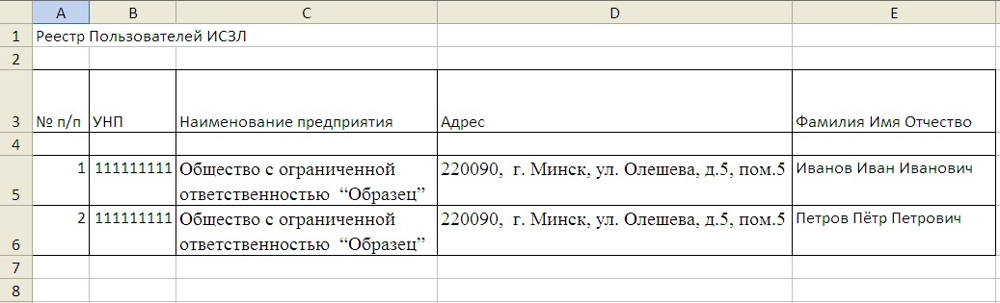 A B C D E
1 Реестр Пользователей ИСЗЛ
2
3 № п/п УНП Наименование предприятия Адрес Фамилия Имя Отчество
4
5 1 111111111 Общество с ограниченной ответственностью “Образец” 220090, г. Минск, ул. Олешева, д.5, пом.5 Иванов Иван Иванович
6 2 111111111 Общество с ограниченной ответственностью “Образец” 220090, г. Минск, ул. Олешева, д.5, пом.5 Петров Пётр Петрович
7
8